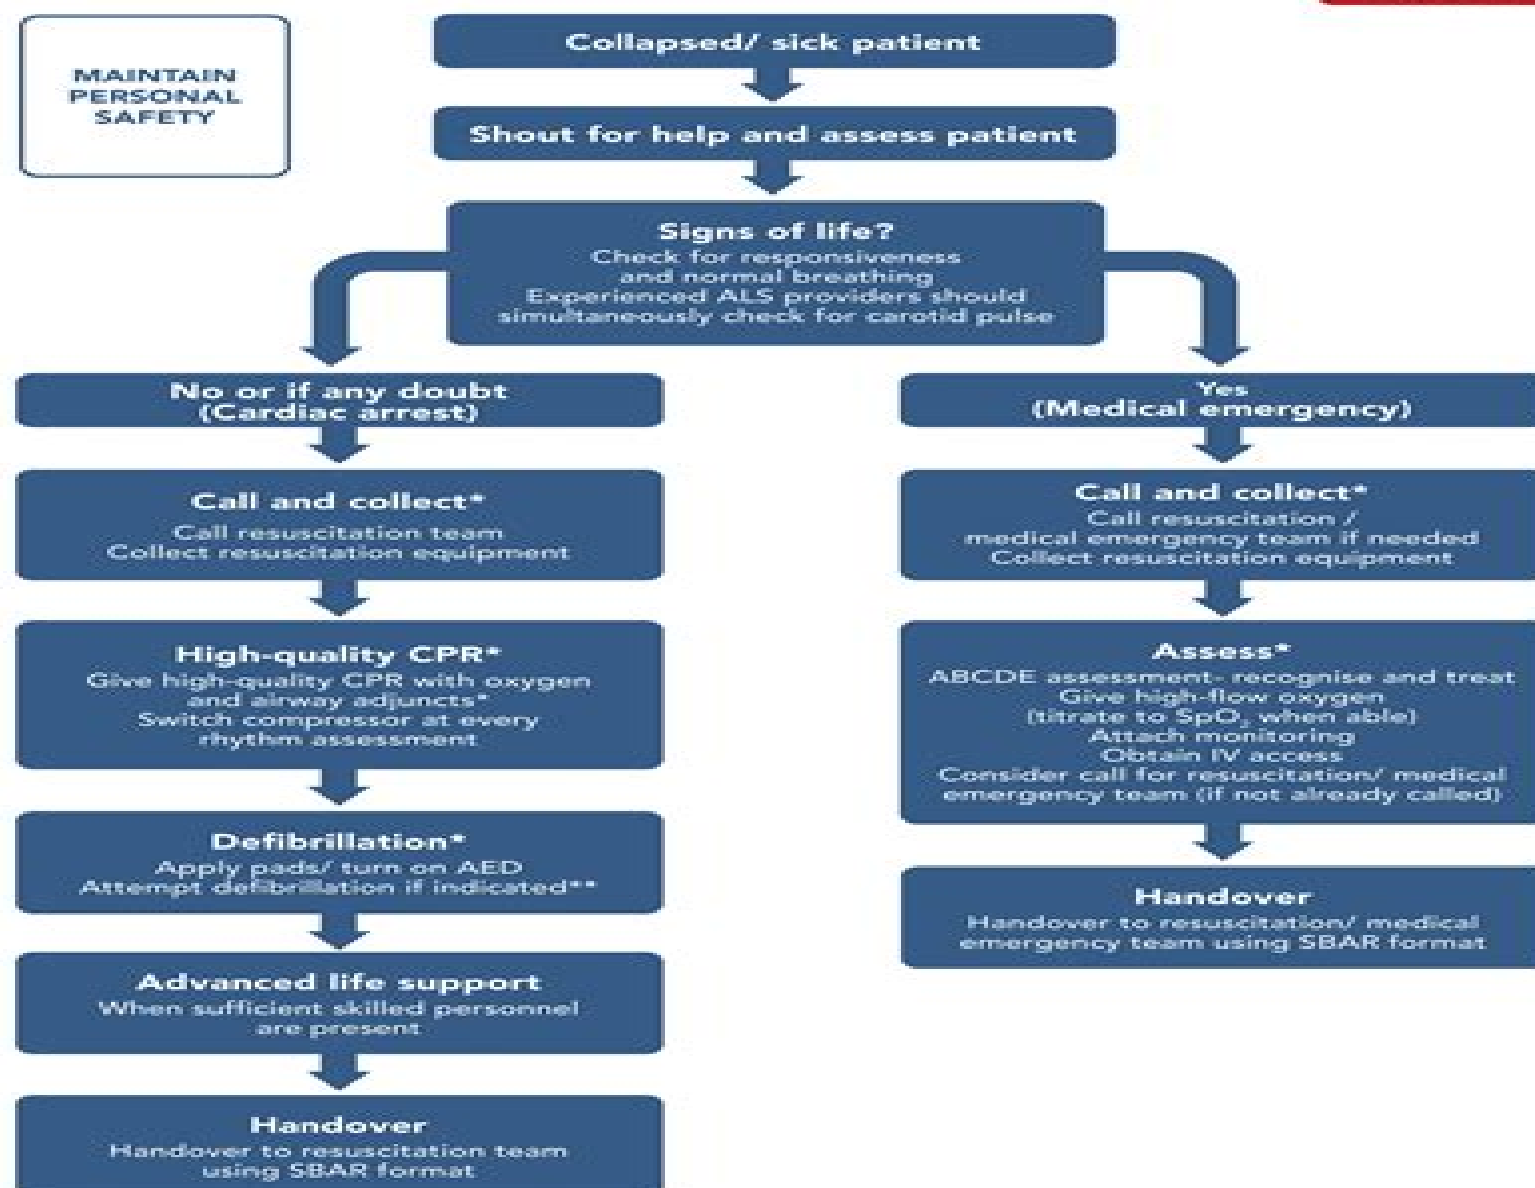 MAINTAIN
PERSONAL
SAFETY
Collapsed/ sick patient
Shout for help and assess patient
Signs of life?
Check for responsiveness
and normal breathing
Experienced ALS providers should
simultaneously check for carotid pulse
No or if any doubt
(Cardiac arrest)
Call and collect*
Call resuscitation team
Collect resuscitation equipment
High-quality CPR*
Give high-quality CPR with oxygen
and airway adjuncts*
Switch compressor at every
rhythm assessment
Defibrillation*
Apply pads/ turn on AED
Attempt defibrillation if indicated**
Advanced life support
When sufficient skilled personnel
are present
Handover
Handover to resuscitation team
using SBAR format
Yes
(Medical emergency)
Call and collect*
Call resuscitation /
medical emergency team if needed
Collect resuscitation equipment
Assess*
ABCDE assessment- recognise and treat
Give high-flow oxygen
(titrate to SpO₂ when able)
Attach monitoring
Obtain IV access
Consider call for resuscitation/ medical
emergency team (if not already called)
Handover
Handover to resuscitation/ medical
emergency team using SBAR format